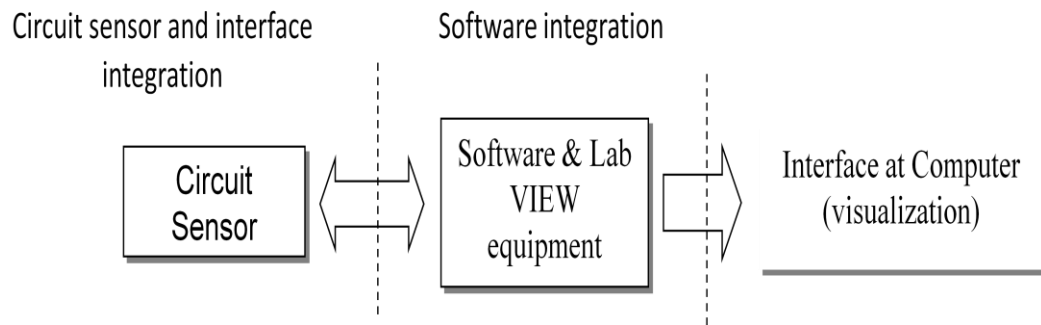 Circuit sensor and interface
integration
Software integration
Circuit
Sensor
Software & Lab
VIEW
equipment
Interface at Computer
(visualization)